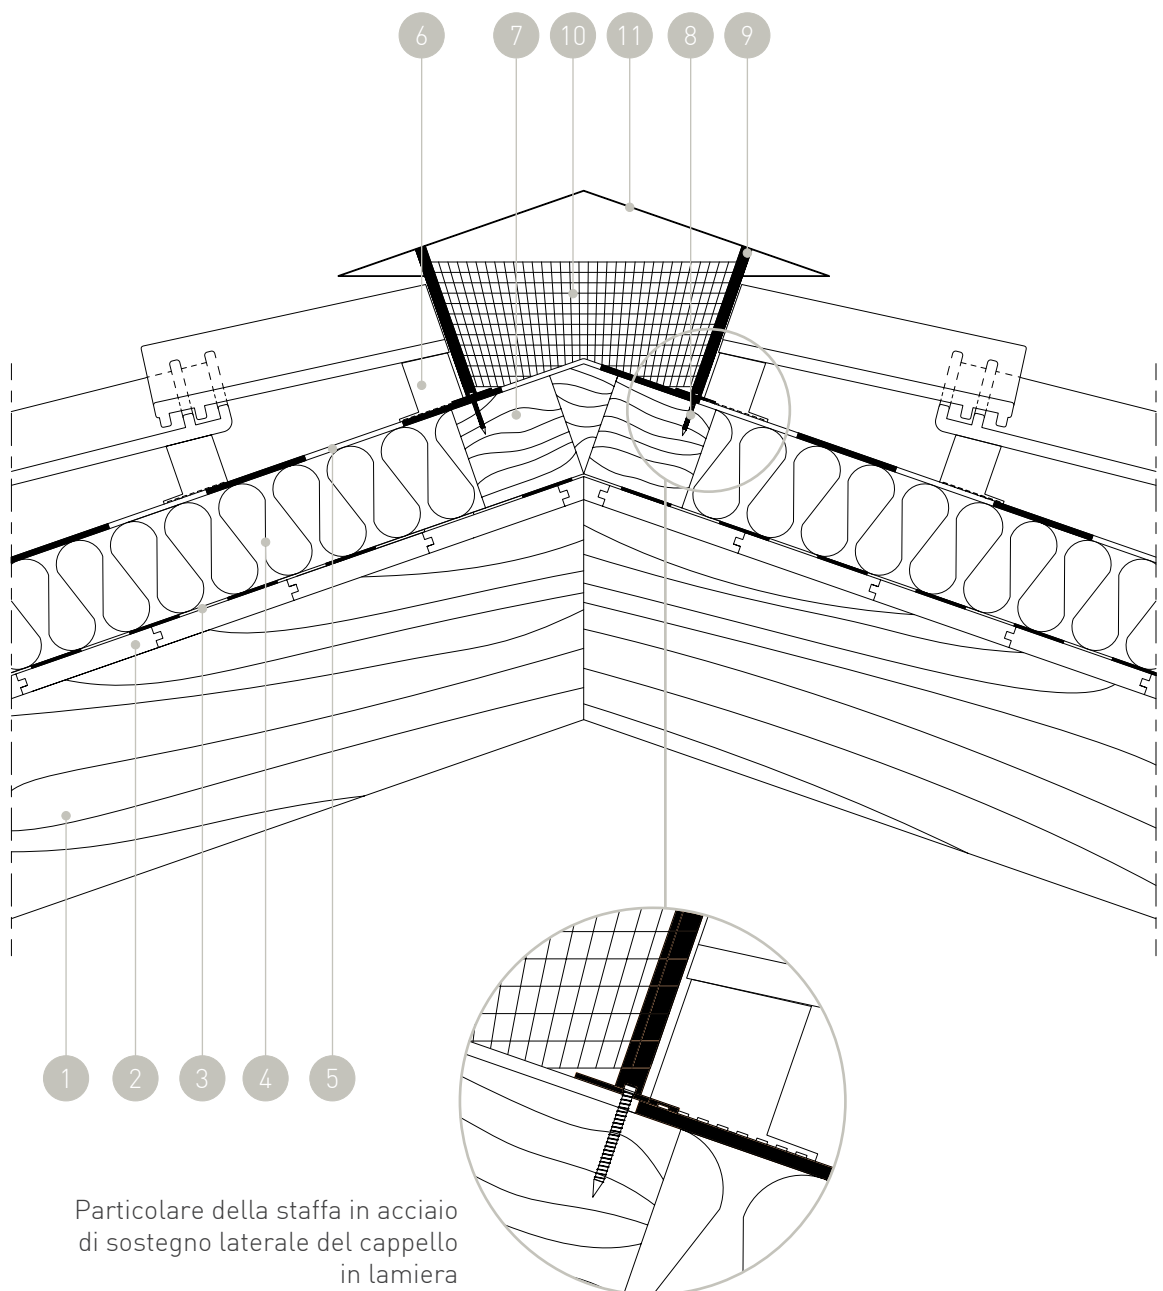 6 7 10 11 8 9
1 2 3 4 5
Particolare della staffa in acciaio
di sostegno laterale del cappello
in lamiera